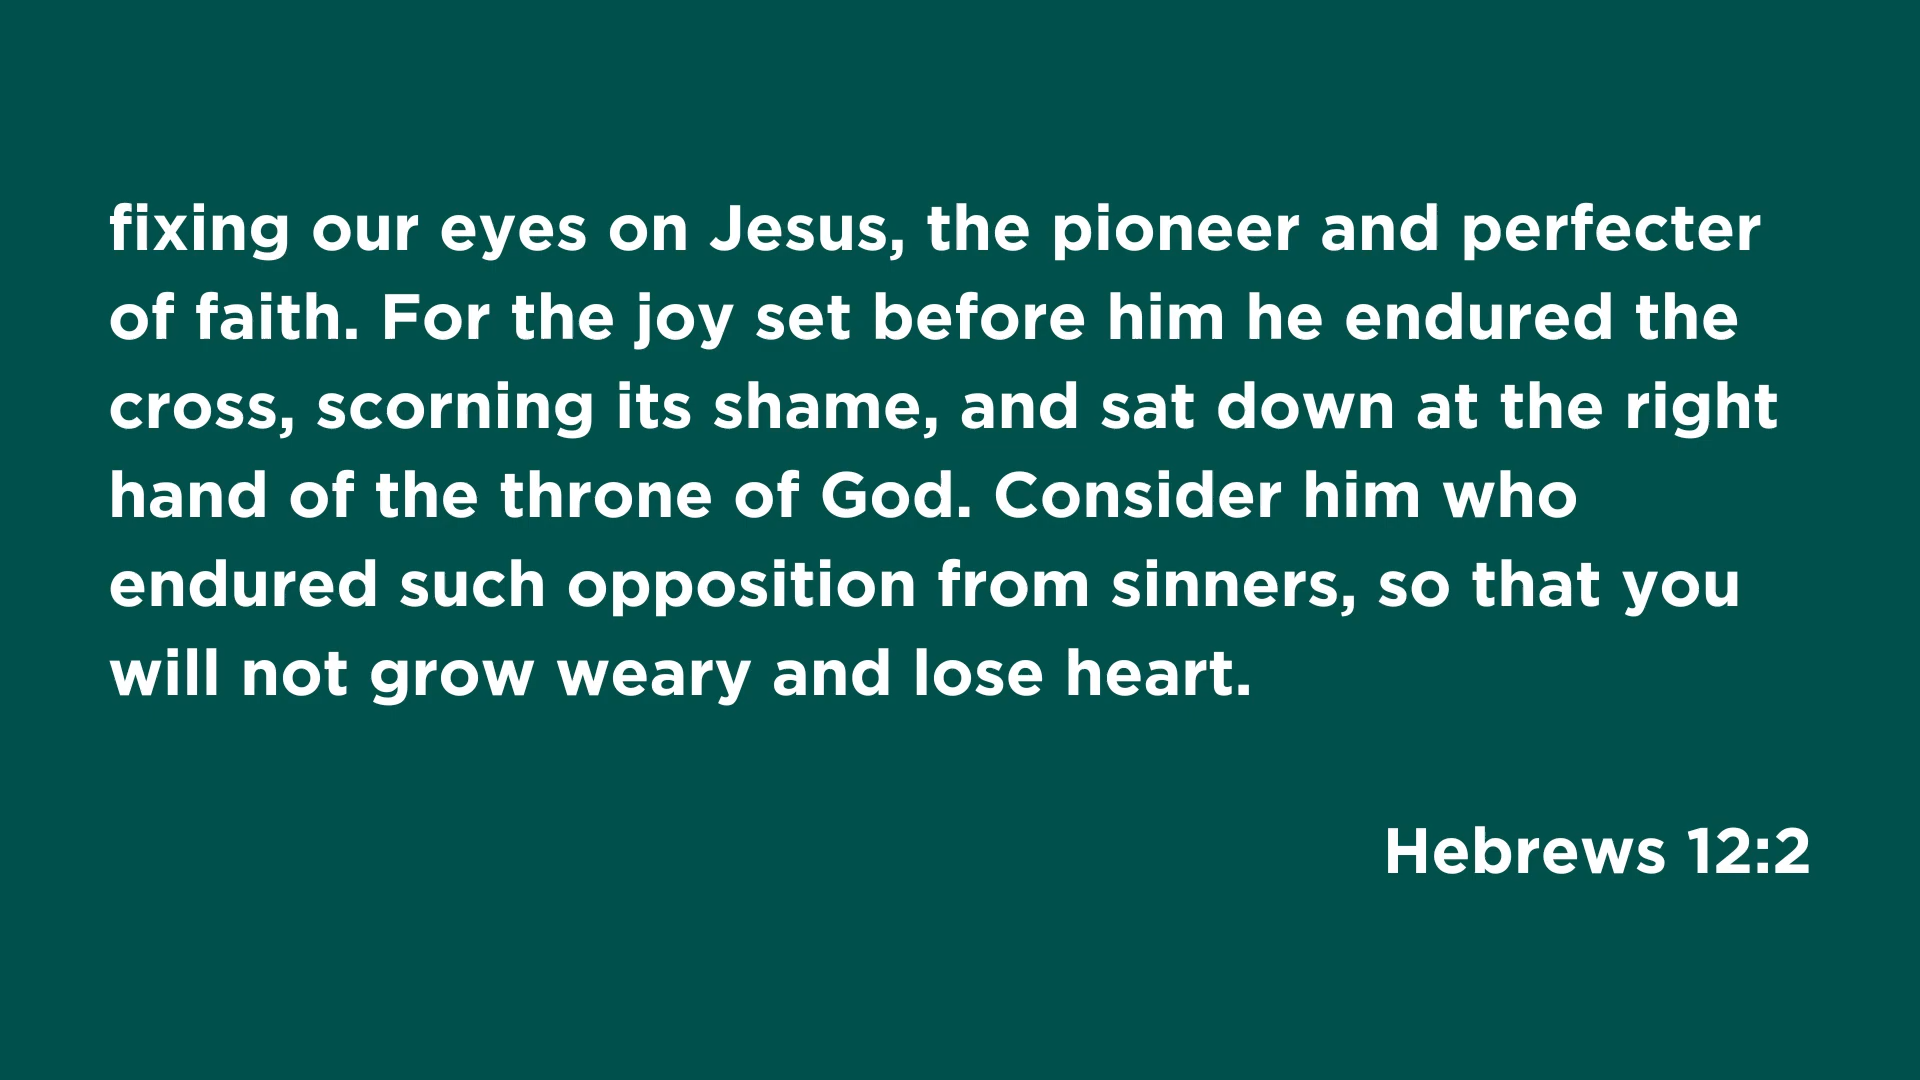 fixing our eyes on Jesus, the pioneer and perfecter
of faith. For the joy set before him he endured the
cross, scorning its shame, and sat down at the right
hand of the throne of God. Consider him who
endured such opposition from sinners, so that you
will not grow weary and lose heart.
Hebrews 12:2